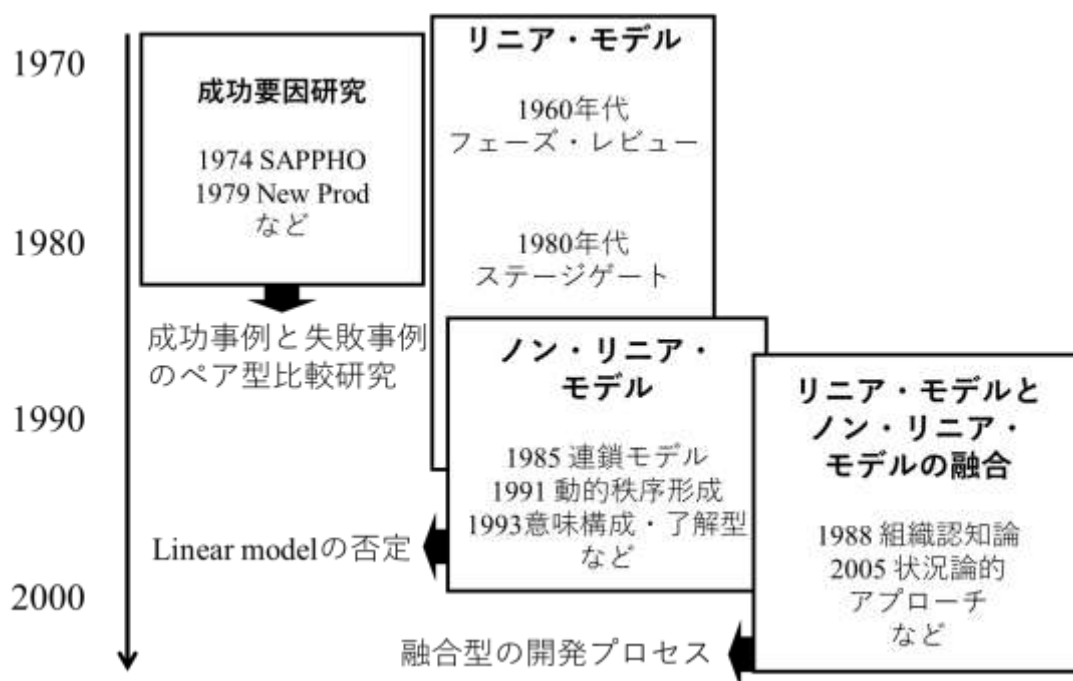 1970
1980
1990
2000
成功要因研究
1974 SAPPHO
1979 New Prod
など
成功事例と失敗事例
のペア型比較研究
リニア・モデル
1960年代
フェーズ・レビュー
1980年代
ステージゲート
ノン・リニア・
モデル
1985 連鎖モデル
1991 動的秩序形成
1993意味構成・了解型
など
Linear modelの否定
リニア・モデルと
ノン・リニア・
モデルの融合
1988 組織認知論
2005 状況論的
アプローチ
など
融合型の開発プロセス